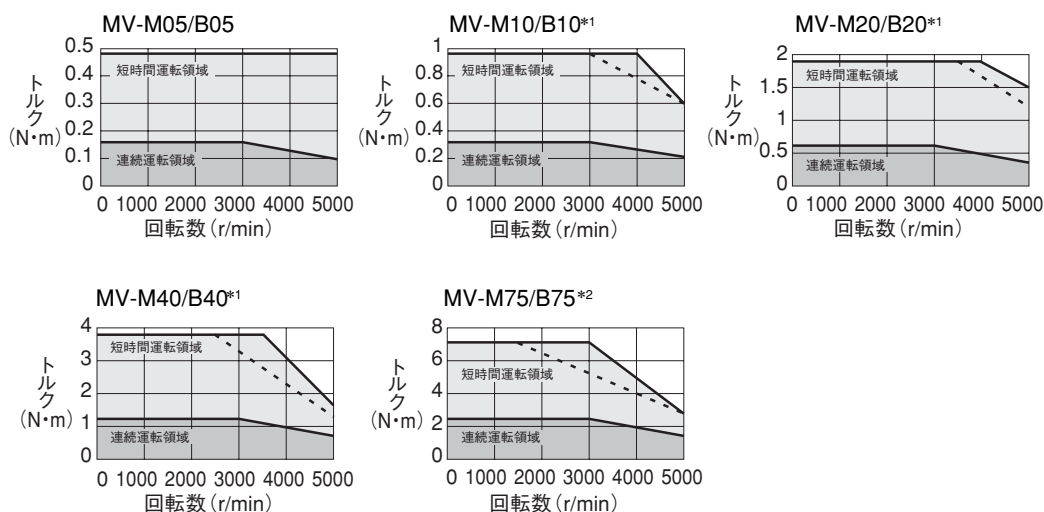 MV-M05/B05
0.5
0.4
0.3
0.2
0.1
0
トルク
(N・m)
短時間運転領域
連続運転領域
0 1000 2000 3000 4000 5000
回転数(r/min)
MV-M10/B10*1
1
0.8
0.6
0.4
0.2
0
トルク
(N・m)
短時間運転領域
連続運転領域
0 1000 2000 3000 4000 5000
回転数(r/min)
MV-M20/B20*1
2
1.5
1
0.5
0
トルク
(N・m)
短時間運転領域
連続運転領域
0 1000 2000 3000 4000 5000
回転数(r/min)
MV-M40/B40*1
4
3
2
1
0
トルク
(N・m)
短時間運転領域
連続運転領域
0 1000 2000 3000 4000 5000
回転数(r/min)
MV-M75/B75*2
8
6
4
2
0
トルク
(N・m)
短時間運転領域
連続運転領域
0 1000 2000 3000 4000 5000
回転数(r/min)